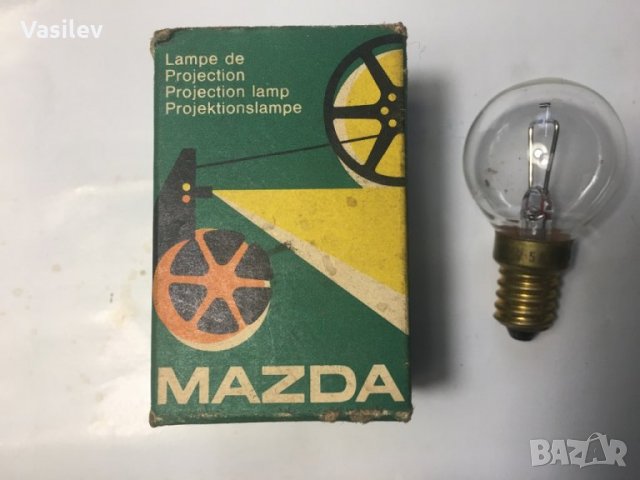 Vasilev
Lampe de
Projection
Projection lamp
Projektionslampe
MAZDA
BAZAR